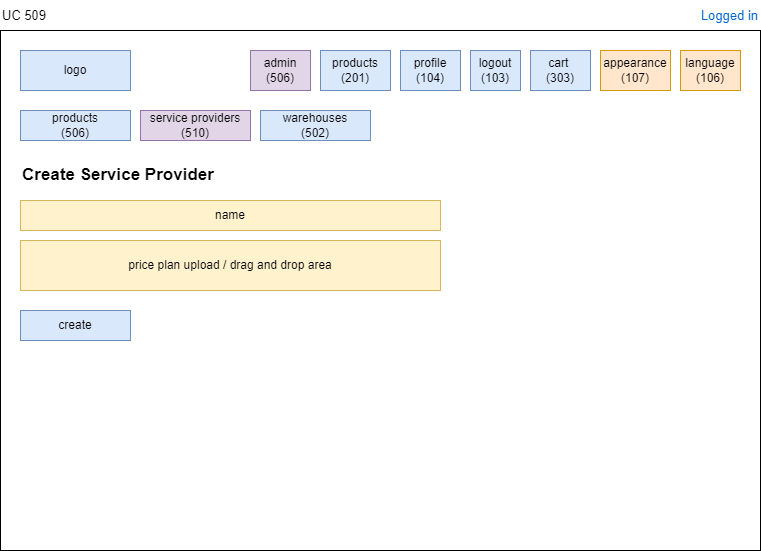 UC 509
Logged in
logo
admin
(506)
products
(201)
profile
(104)
logout
(103)
cart
(303)
appearance
(107)
language
(106)
products
(506)
service providers
(510)
warehouses
(502)
Create Service Provider
name
price plan upload / drag and drop area
create